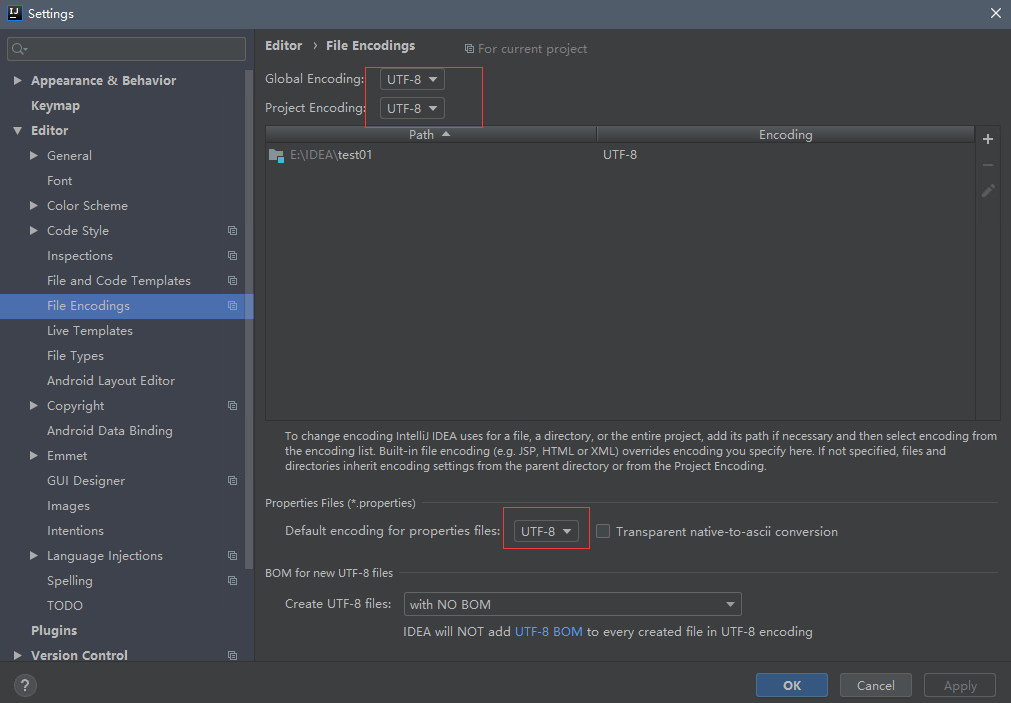 IJ Settings
Appearance & Behavior
Keymap
Editor
General
Font
Color Scheme
Code Style
Inspections
File and Code Templates
File Encodings
Live Templates
File Types
Android Layout Editor
Copyright
Android Data Binding
Emmet
GUI Designer
Images
Intentions
Language Injections
Spelling
TODO
Plugins
Version Control
Editor › File Encodings For current project
Global Encoding: UTF-8
Project Encoding: UTF-8
Path Encoding
E:\IDEA\test01 UTF-8
To change encoding IntelliJ IDEA uses for a file, a directory, or the entire project, add its path if necessary and then select encoding from
the encoding list. Built-in file encoding (e.g. JSP, HTML or XML) overrides encoding you specify here. If not specified, files and
directories inherit encoding settings from the parent directory or from the Project Encoding.
Properties Files (*.properties)
Default encoding for properties files: UTF-8 Transparent native-to-ascii conversion
BOM for new UTF-8 files
Create UTF-8 files: with NO BOM
IDEA will NOT add UTF-8 BOM to every created file in UTF-8 encoding
? OK Cancel Apply